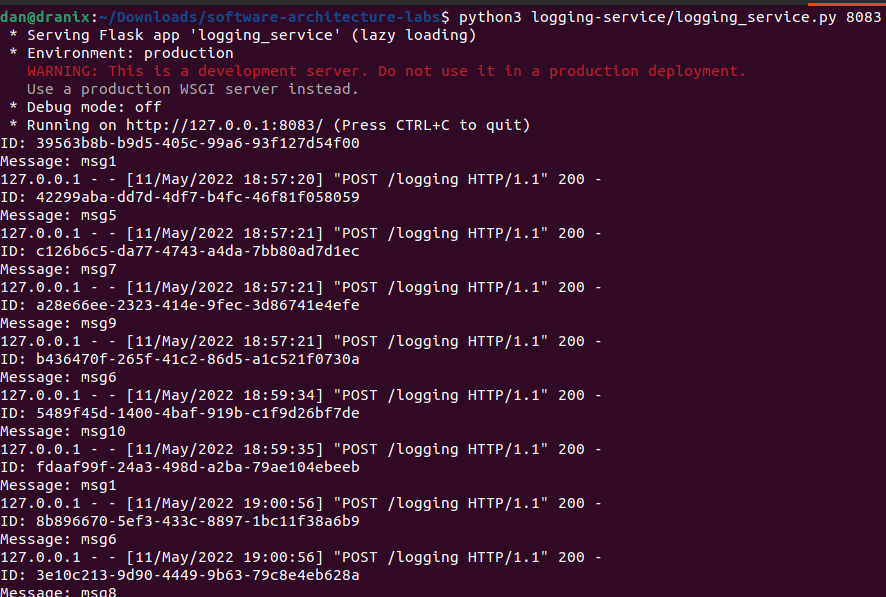 dan@dranix:~/Downloads/software-architecture-labs$ python3 logging-service/logging_service.py 8083
 * Serving Flask app 'logging_service' (lazy loading)
 * Environment: production
   WARNING: This is a development server. Do not use it in a production deployment.
   Use a production WSGI server instead.
 * Debug mode: off
 * Running on http://127.0.0.1:8083/ (Press CTRL+C to quit)
ID: 39563b8b-b9d5-405c-99a6-93f127d54f00
Message: msg1
127.0.0.1 - - [11/May/2022 18:57:20] "POST /logging HTTP/1.1" 200 -
ID: 42299aba-dd7d-4df7-b4fc-46f81f058059
Message: msg5
127.0.0.1 - - [11/May/2022 18:57:21] "POST /logging HTTP/1.1" 200 -
ID: c126b6c5-da77-4743-a4da-7bb80ad7d1ec
Message: msg7
127.0.0.1 - - [11/May/2022 18:57:21] "POST /logging HTTP/1.1" 200 -
ID: a28e66ee-2323-414e-9fec-3d86741e4efe
Message: msg9
127.0.0.1 - - [11/May/2022 18:57:21] "POST /logging HTTP/1.1" 200 -
ID: b436470f-265f-41c2-86d5-a1c521f0730a
Message: msg6
127.0.0.1 - - [11/May/2022 18:59:34] "POST /logging HTTP/1.1" 200 -
ID: 5489f45d-1400-4baf-919b-c1f9d26bf7de
Message: msg10
127.0.0.1 - - [11/May/2022 18:59:35] "POST /logging HTTP/1.1" 200 -
ID: fdaaf99f-24a3-498d-a2ba-79ae104ebeeb
Message: msg1
127.0.0.1 - - [11/May/2022 19:00:56] "POST /logging HTTP/1.1" 200 -
ID: 8b896670-5ef3-433c-8897-1bc11f38a6b9
Message: msg6
127.0.0.1 - - [11/May/2022 19:00:56] "POST /logging HTTP/1.1" 200 -
ID: 3e10c213-9d90-4449-9b63-79c8e4eb628a
Message: msg8